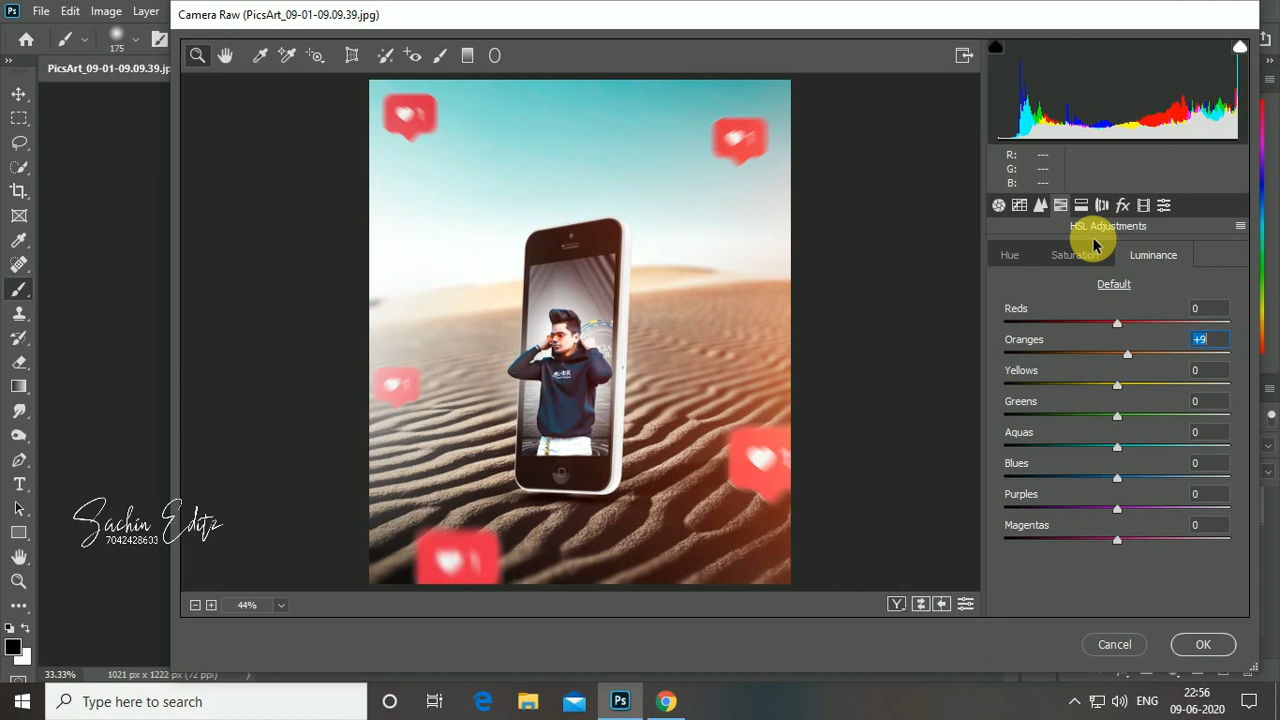 Ps File Edit Image Layer
Camera Raw (PicsArt_09-01-09.09.39.jpg)
175
PicsArt_09-01-09.09.39.jp
R: ---
G: ---
B: ---
fx
HSL Adjustments
Hue Saturation Luminance
Default
Reds 0
Oranges +9
Yellows 0
Greens 0
Aquas 0
Blues 0
Purples 0
Magentas 0
Sachin Editz
7042428603
T
44%
Y
Cancel OK
33.33% 1021 px x 1222 px (72 ppi)
Type here to search
Ps
ENG
22:56
09-06-2020